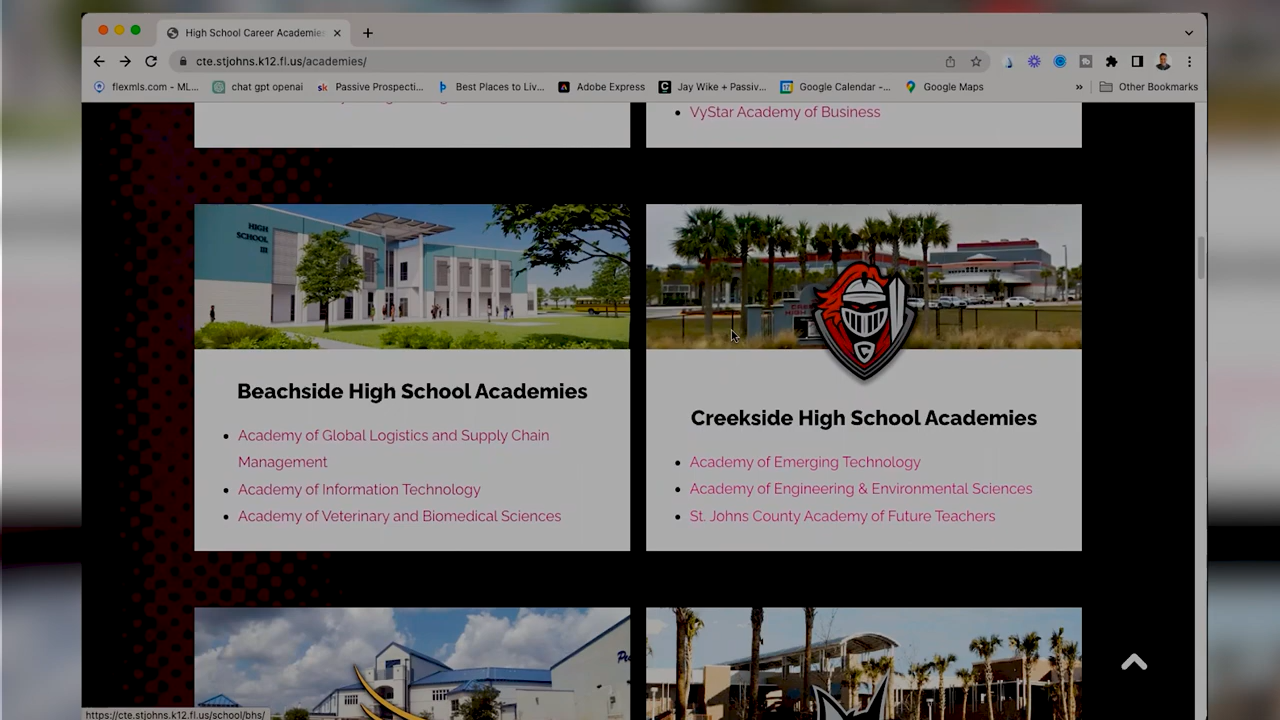 High School Career Academies
cte.stjohns.k12.fl.us/academies/
flexmls.com - ML...
chat gpt openai
Passive Prospecti...
Best Places to Liv...
Adobe Express
Jay Wike + Passiv...
Google Calendar -...
Google Maps
»
Other Bookmarks
VyStar Academy of Business
HIGH
SCHOOL
III
Beachside High School Academies
Academy of Global Logistics and Supply Chain
Management
Academy of Information Technology
Academy of Veterinary and Biomedical Sciences
Creekside High School Academies
Academy of Emerging Technology
Academy of Engineering & Environmental Sciences
St. Johns County Academy of Future Teachers
https://cte.stjohns.k12.fl.us/school/bhs/